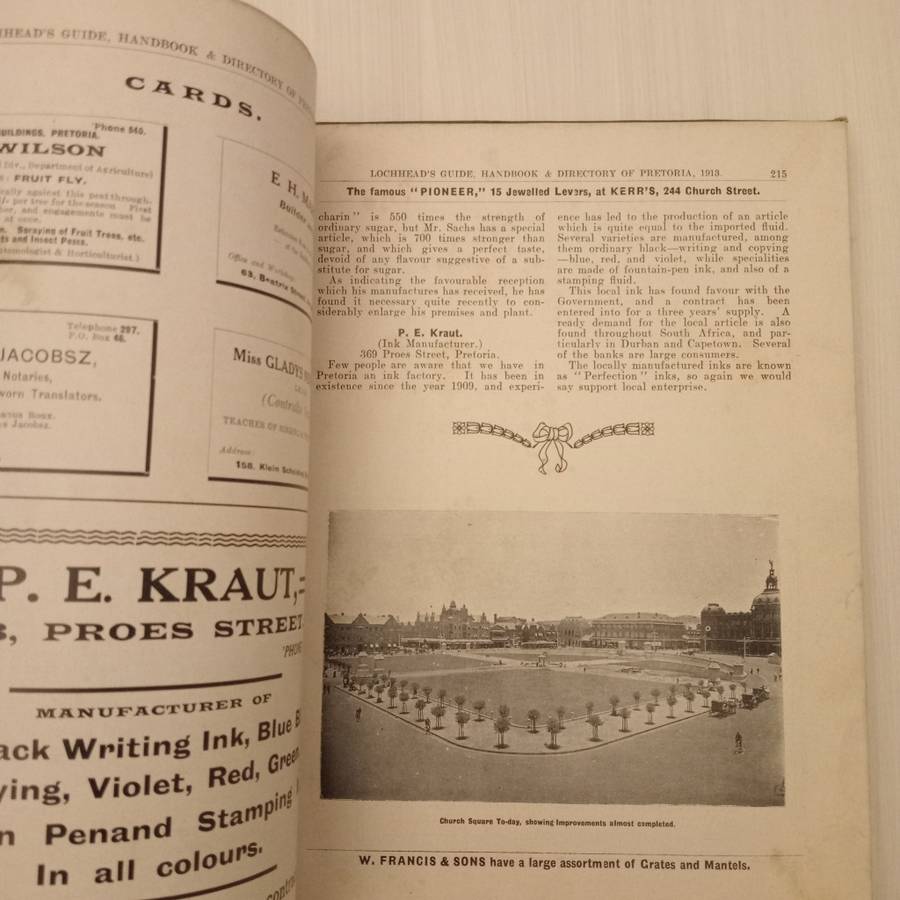 HEAD'S GUIDE, HANDBOOK & DIRECTORY OF
CARDS.
UILDINGS, PRETORIA.
'Phone 540.
WILSON
Div., Department of Agriculture)
: FRUIT FLY.
ically against this pest through.
per tree for the season. First
and engagements must be
at once.
Spraying of Fruit Trees, etc.
ts and Insect Pests.
tomologist & Horticulturist.)
E. H.
Builder
Office and Workshop
63, Beatrix Street
Telephone 297.
P.O. Box 66.
JACOBSZ,
Notaries,
worn Translators.
Roux.
Jacobsz.
Miss GLADYS
(Contralto
TEACHER OF SINGING
Address:
158, Klein
P. E. KRAUT,
PROES STREET,
'PHONE
MANUFACTURER OF
ack Writing Ink, Blue B
ying, Violet, Red, Green
n Penand Stamping
In all colours.
LOCHHEAD'S GUIDE, HANDBOOK & DIRECTORY OF PRETORIA, 1913. 215
The famous "PIONEER," 15 Jewelled Levers, at KERR'S, 244 Church Street.
charin" is 550 times the strength of
ordinary sugar, but Mr. Sachs has a special
article, which is 700 times stronger than
sugar, and which gives a perfect taste,
devoid of any flavour suggestive of a sub-
stitute for sugar.
As indicating the favourable reception
which his manufactures has received, he has
found it necessary quite recently to con-
siderably enlarge his premises and plant.
P. E. Kraut.
(Ink Manufacturer.)
369 Proes Street, Pretoria.
Few people are aware that we have in
Pretoria an ink factory. It has been in
existence since the year 1909, and experi-
ence has led to the production of an article
which is quite equal to the imported fluid.
Several varieties are manufactured, among
them ordinary black—writing and copying
—blue, red, and violet, while specialities
are made of fountain-pen ink, and also of a
stamping fluid.
This local ink has found favour with the
Government, and a contract has been
entered into for a three years' supply. A
ready demand for the local article is also
found throughout South Africa, and par-
ticularly in Durban and Capetown. Several
of the banks are large consumers.
The locally manufactured inks are known
as "Perfection" inks, so again we would
say support local enterprise.
Church Square To-day, showing Improvements almost completed.
W. FRANCIS & SONS have a large assortment of Grates and Mantels.